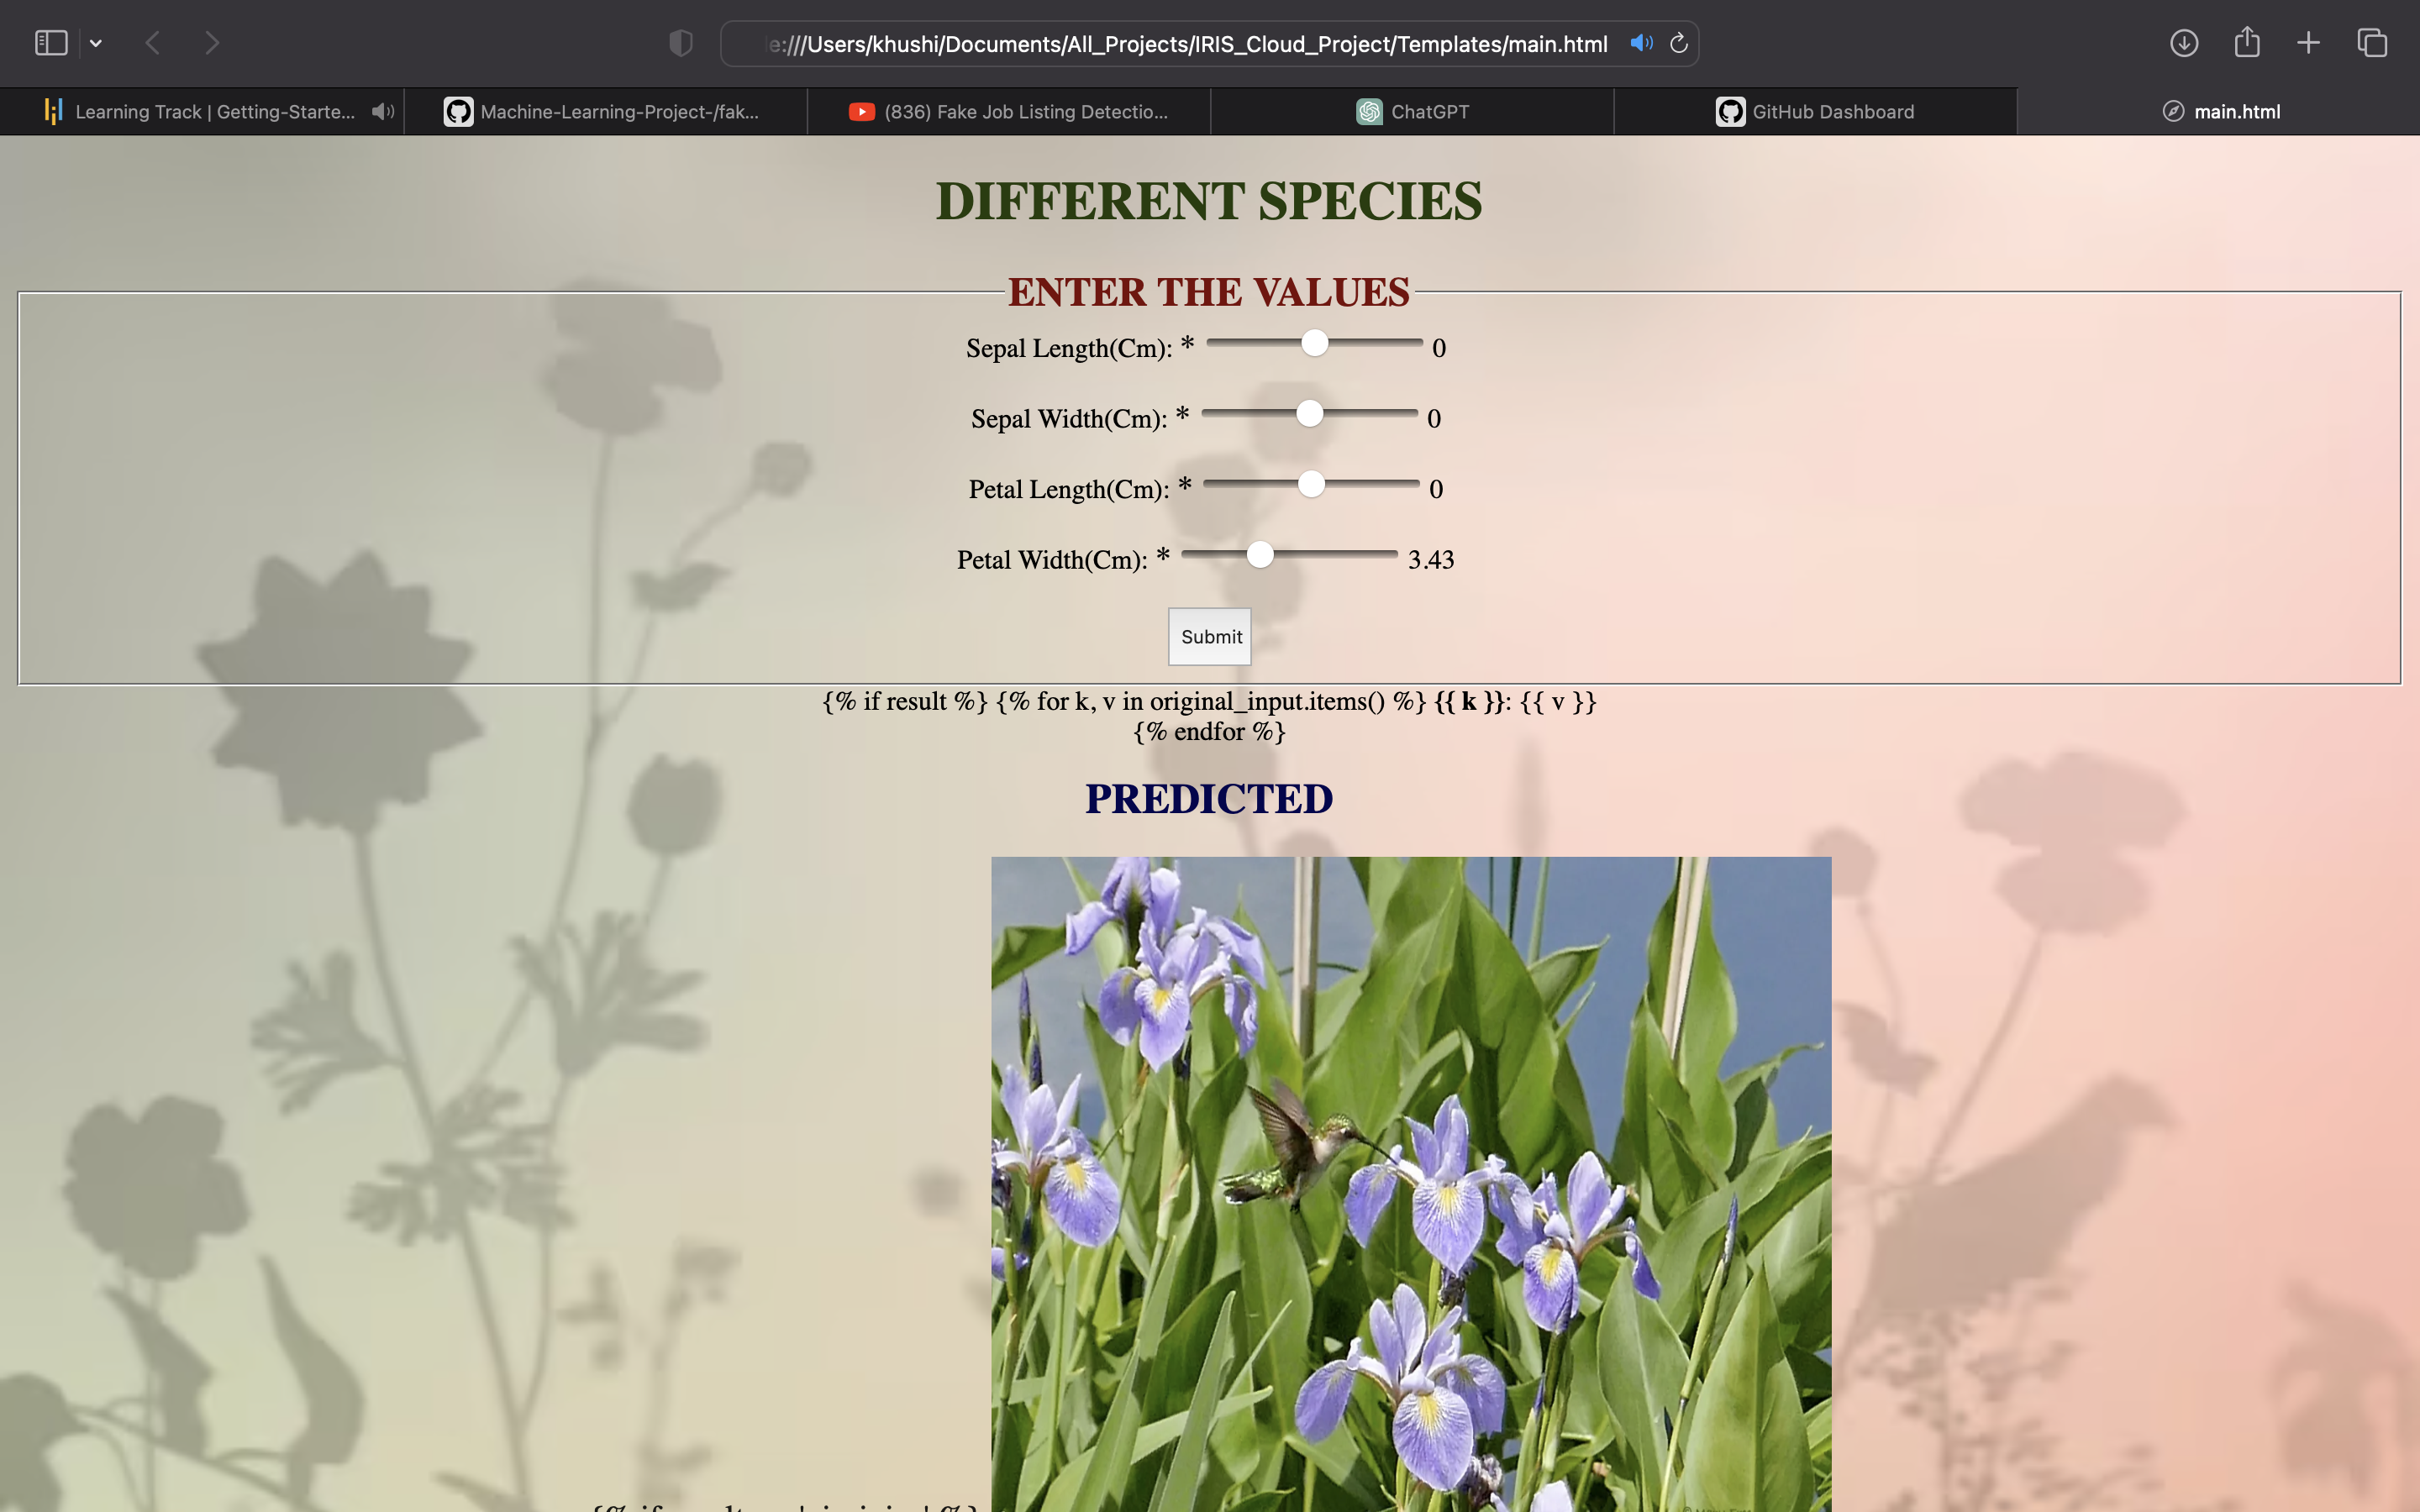 e:///Users/khushi/Documents/All_Projects/IRIS_Cloud_Project/Templates/main.html
Learning Track | Getting-Starte...
Machine-Learning-Project-/fak...
(836) Fake Job Listing Detectio...
ChatGPT
GitHub Dashboard
main.html
DIFFERENT SPECIES
ENTER THE VALUES
Sepal Length(Cm): * 0
Sepal Width(Cm): * 0
Petal Length(Cm): * 0
Petal Width(Cm): * 3.43
Submit
{% if result %} {% for k, v in original_input.items() %} {{ k }}: {{ v }}
{% endfor %}
PREDICTED